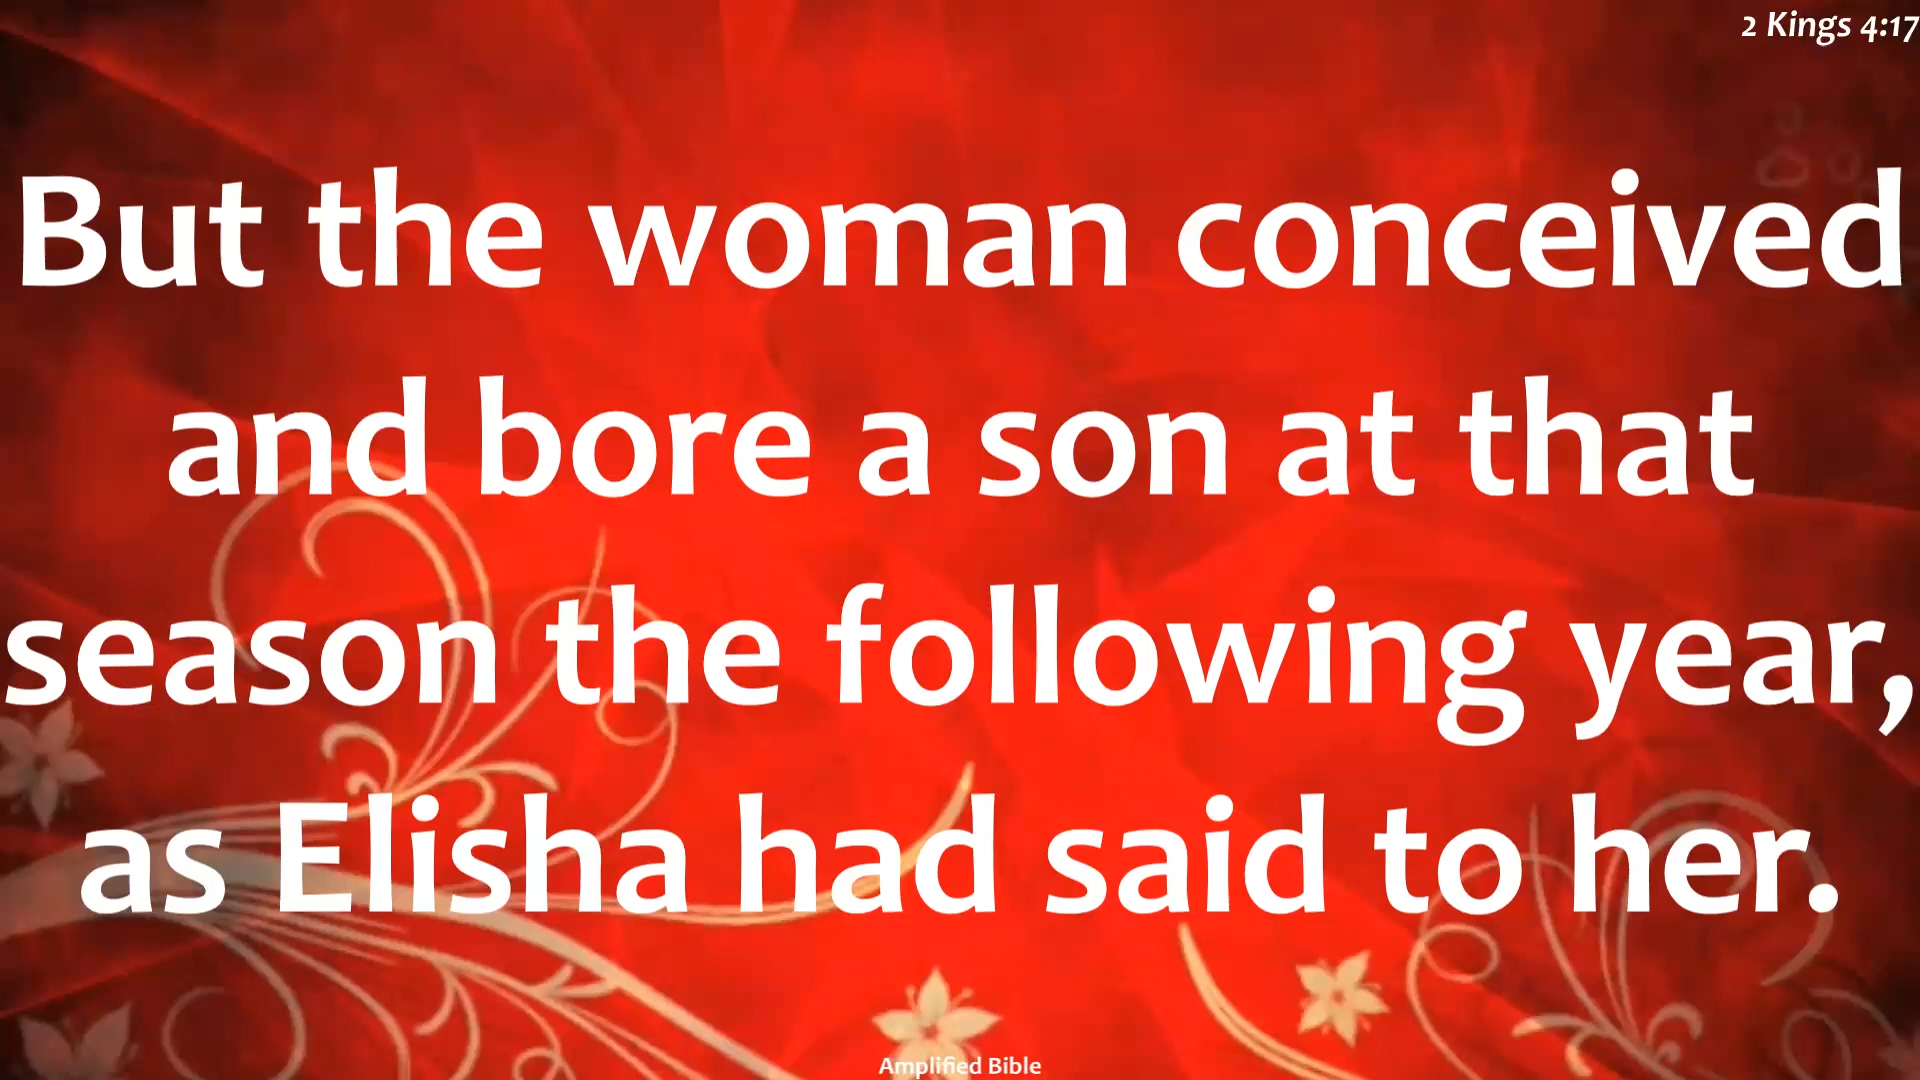 2 Kings 4:17
But the woman conceived
and bore a son at that
season the following year,
as Elisha had said to her.
Amplified Bible